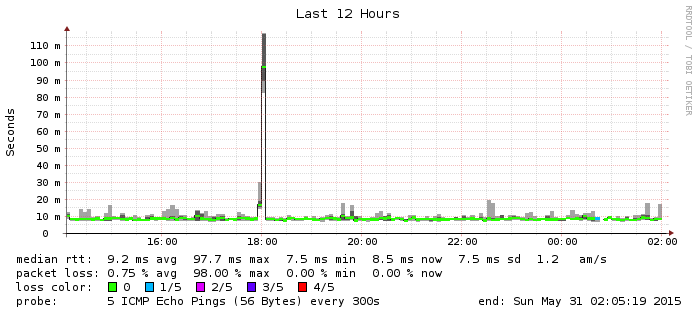 Last 12 Hours
RRDTOOL / TOBI OETIKER
Seconds
110 m
100 m
90 m
80 m
70 m
60 m
50 m
40 m
30 m
20 m
10 m
0
16:00 18:00 20:00 22:00 00:00 02:00
median rtt: 9.2 ms avg 97.7 ms max 7.5 ms min 8.5 ms now 7.5 ms sd 1.2 am/s
packet loss: 0.75 % avg 98.00 % max 0.00 % min 0.00 % now
loss color: 0 1/5 2/5 3/5 4/5
probe: 5 ICMP Echo Pings (56 Bytes) every 300s end: Sun May 31 02:05:19 2015